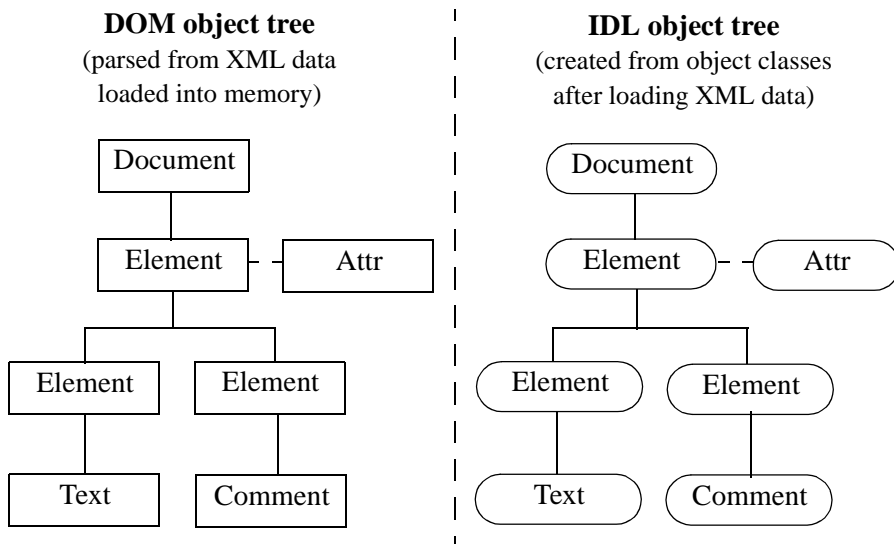 DOM object tree
(parsed from XML data
loaded into memory)
Document
Element
Attr
Element
Element
Text
Comment
IDL object tree
(created from object classes
after loading XML data)
Document
Element
Attr
Element
Element
Text
Comment